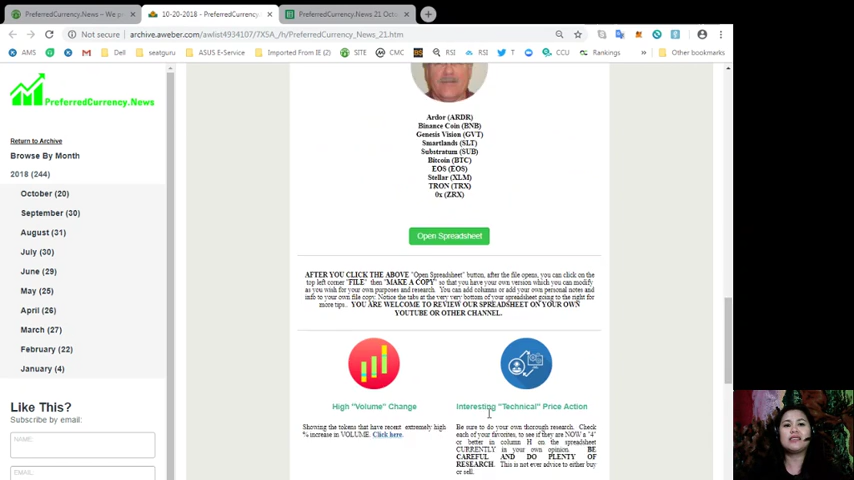 PreferredCurrency.News – We p
10-20-2018 - PreferredCurrency.N
PreferredCurrency.News 21 Octo
Not secure
archive.aweber.com/awlist4934107/7XSA_/h/PreferredCurrency_News_21.htm
AMS
Dell
seatguru
ASUS E-Service
Imported From IE (2)
SITE
CMC
RSI
RSI
T
CCU
Rankings
Other bookmarks
PreferredCurrency.News
Return to Archive
Browse By Month
2018 (244)
October (20)
September (30)
August (31)
July (30)
June (29)
May (25)
April (26)
March (27)
February (22)
January (4)
Like This?
Subscribe by email:
NAME:
EMAIL:
Ardor (ARDR)
Binance Coin (BNB)
Genesis Vision (GVT)
Smartlands (SLT)
Substratum (SUB)
Bitcoin (BTC)
EOS (EOS)
Stellar (XLM)
TRON (TRX)
0x (ZRX)
Open Spreadsheet
AFTER YOU CLICK THE ABOVE "Open Spreadsheet" button, after the file opens, you can click on the
top left corner "FILE" then "MAKE A COPY" so that you have your own version which you can modify
as you wish for your own purposes and research. You can add columns or add your own personal notes and
info to your own file copy. Notice the tabs at the very very bottom of your spreadsheet going to the right for
more tips.. YOU ARE WELCOME TO REVIEW OUR SPREADSHEET ON YOUR OWN
YOUTUBE OR OTHER CHANNEL.
High "Volume" Change
Showing the tokens that have recent extremely high
% increase in VOLUME. Click here.
Interesting "Technical" Price Action
Be sure to do your own thorough research. Check
each of your favorites, to see if they are NOW a "4"
or better in column H on the spreadsheet
CURRENTLY in your own opinion. BE
CAREFUL AND DO PLENTY OF
RESEARCH. This is not ever advice to either buy
or sell.